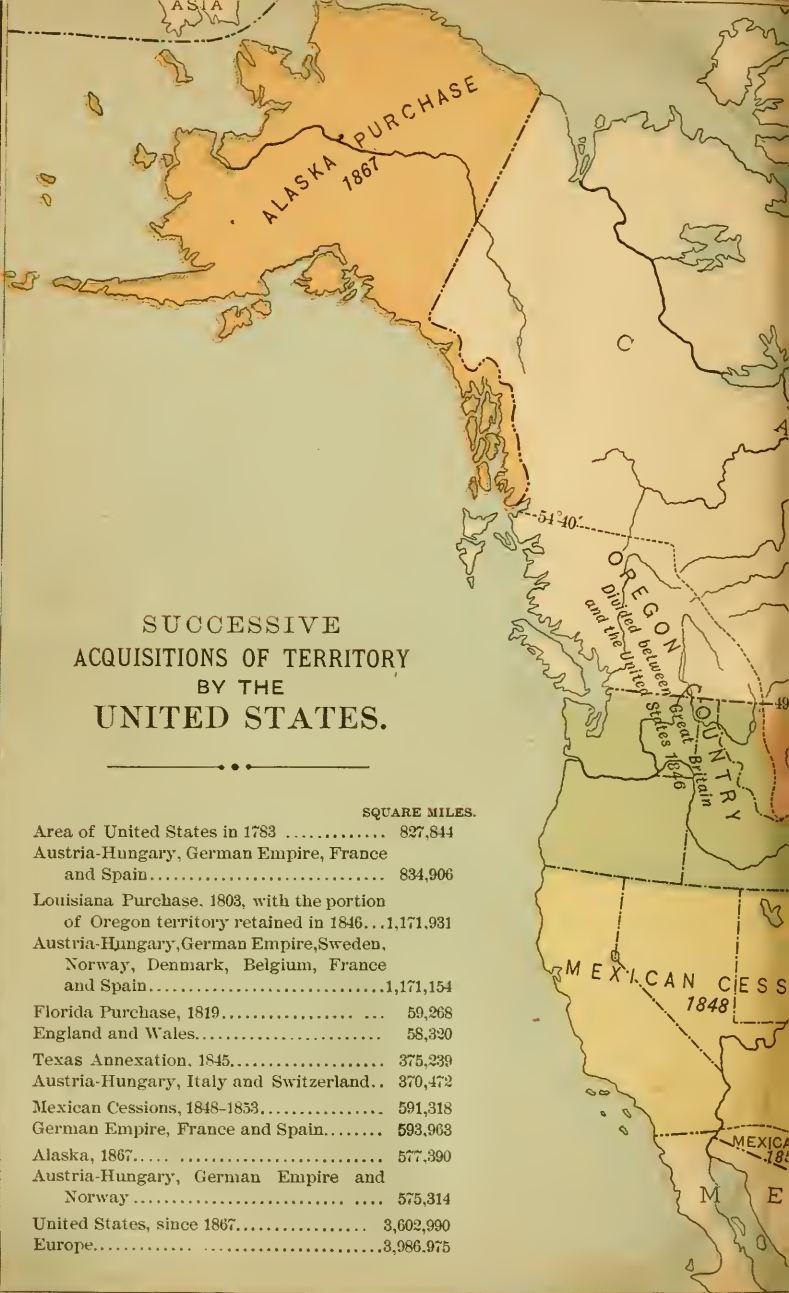 ASIA
ALASKA PURCHASE
1867
C
A
54°40'
OREGON COUNTRY
Divided between Great Britain
and the United States 1846
49
SUCCESSIVE
ACQUISITIONS OF TERRITORY
BY THE
UNITED STATES.
SQUARE MILES.
Area of United States in 1783 ............. 827,844
Austria-Hungary, German Empire, France
and Spain............................. 834,906
Louisiana Purchase. 1803, with the portion
of Oregon territory retained in 1846...1,171,931
Austria-Hungary,German Empire,Sweden,
Norway, Denmark, Belgium, France
and Spain.............................1,171,154
Florida Purchase, 1819................. ... 59,268
England and Wales....................... 58,320
Texas Annexation. 1845................... 375,239
Austria-Hungary, Italy and Switzerland.. 370,472
Mexican Cessions, 1848-1853............... 591,318
German Empire, France and Spain........ 593,963
Alaska, 1867..... ......................... 577,390
Austria-Hungary, German Empire and
Norway ......................... .... 575,314
United States, since 1867................. 3,602,990
Europe............. .......................3,986.975
MEXICAN CESS
1848
MEXICA
185
M E